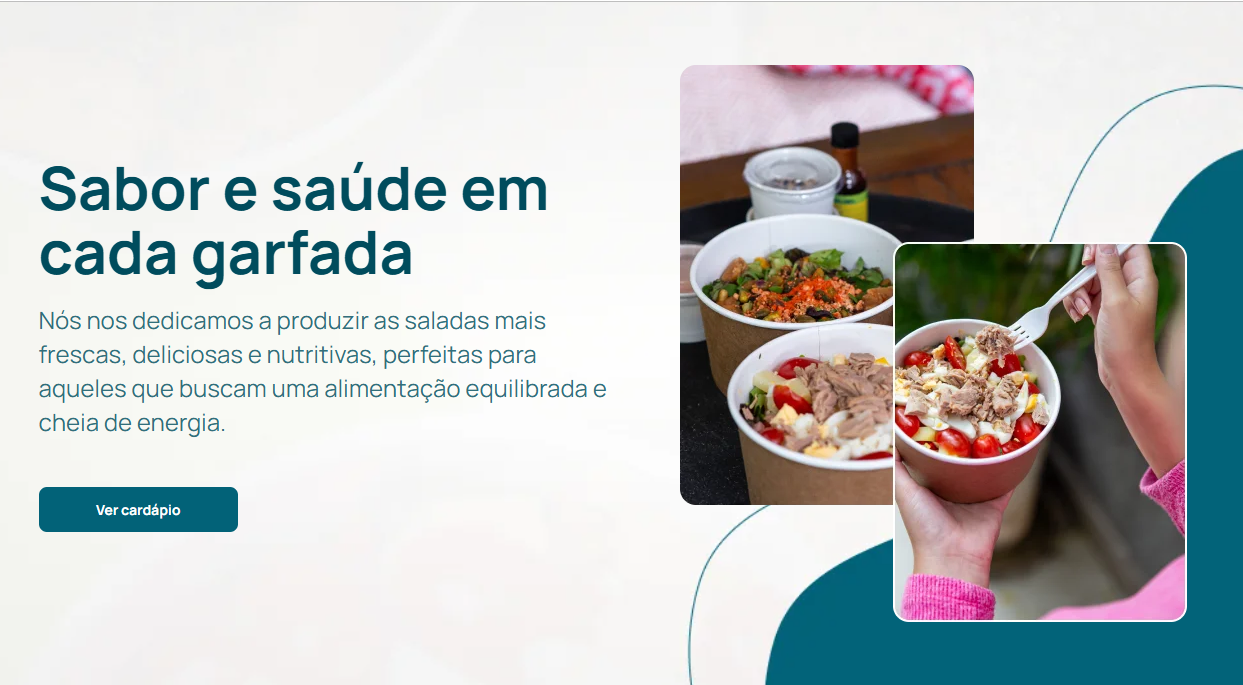 Sabor e saúde em
cada garfada
Nós nos dedicamos a produzir as saladas mais
frescas, deliciosas e nutritivas, perfeitas para
aqueles que buscam uma alimentação equilibrada e
cheia de energia.
Ver cardápio